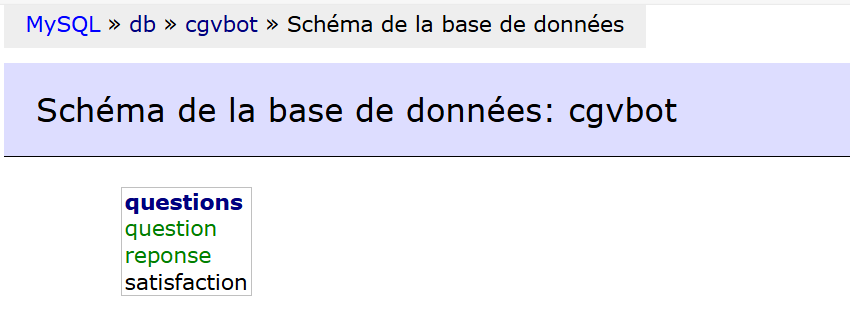 MySQL » db » cgvbot » Schéma de la base de données
Schéma de la base de données: cgvbot
questions
question
reponse
satisfaction